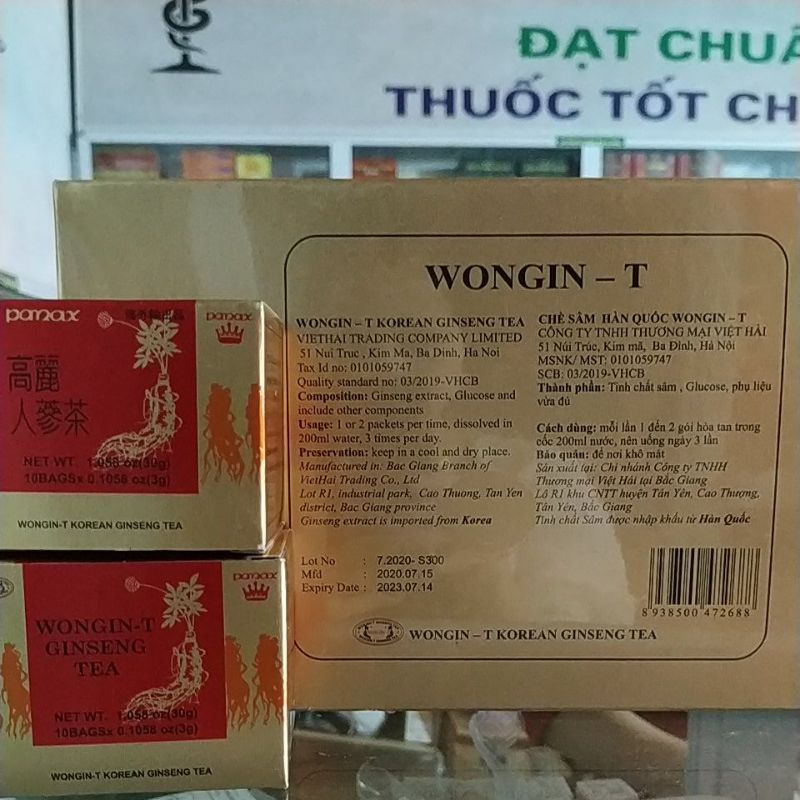 ĐẠT CHUẨ
THUỐC TỐT CH
WONGIN – T
WONGIN – T KOREAN GINSENG TEA
VIETHAI TRADING COMPANY LIMITED
51 Nui Truc , Kim Ma, Ba Dinh, Ha Noi
Tax Id no: 0101059747
Quality standard no: 03/2019-VHCB
Composition: Ginseng extract, Glucose and
include other components
Usage: 1 or 2 packets per time, dissolved in
200ml water, 3 times per day.
Preservation: keep in a cool and dry place.
Manufactured in: Bac Giang Branch of
VietHai Trading Co., Ltd
Lot R1, industrial park, Cao Thuong, Tan Yen
district, Bac Giang province
Ginseng extract is imported from Korea
CHÈ SÂM HÀN QUỐC WONGIN – T
CÔNG TY TNHH THƯƠNG MẠI VIỆT HẢI
51 Núi Trúc, Kim mã, Ba Đình, Hà Nội
MSNK/ MST: 0101059747
SCB: 03/2019-VHCB
Thành phần: Tinh chất sâm , Glucose, phụ liệu
vừa đủ
Cách dùng: mỗi lần 1 đến 2 gói hòa tan trong
cốc 200ml nước, nên uống ngày 3 lần
Bảo quản: để nơi khô mát
Sản xuất tại: Chi nhánh Công ty TNHH
Thương mại Việt Hải tại Bắc Giang
Lô R1 khu CNTT huyện Tân Yên, Cao Thượng,
Tân Yên, Bắc Giang
Tinh chất Sâm được nhập khẩu từ Hàn Quốc
Lot No : 7.2020- S300
Mfd : 2020.07.15
Expiry Date : 2023.07.14
8 938500 472688
WONGIN – T KOREAN GINSENG TEA
panax
panax
高麗
人蔘茶
NET WT. 1.058 oz(30g)
10BAGSx 0.1058 oz(3g)
WONGIN-T KOREAN GINSENG TEA
panax
WONGIN-T
GINSENG
TEA
NET WT. 1.058 oz(30g)
10BAGSx 0.1058 oz(3g)
WONGIN-T KOREAN GINSENG TEA